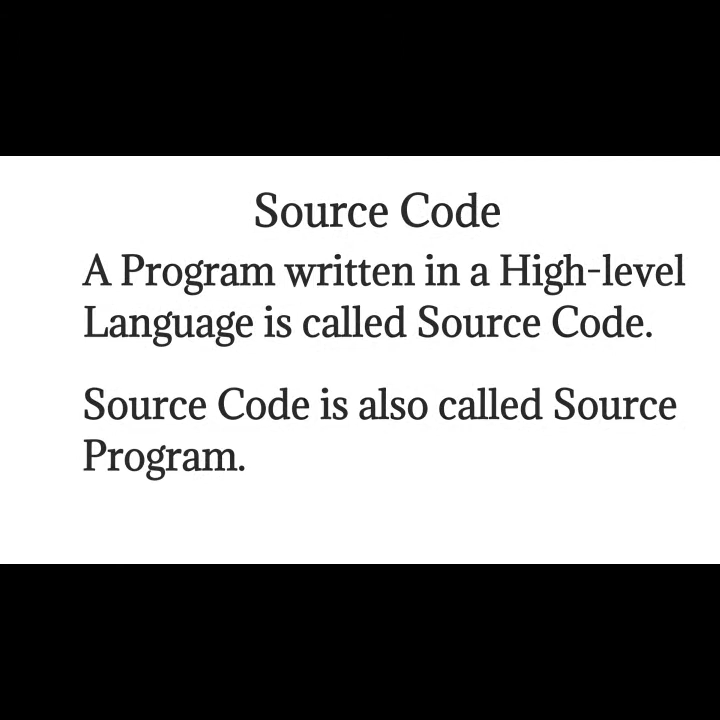 Source Code
A Program written in a High-level
Language is called Source Code.
Source Code is also called Source
Program.